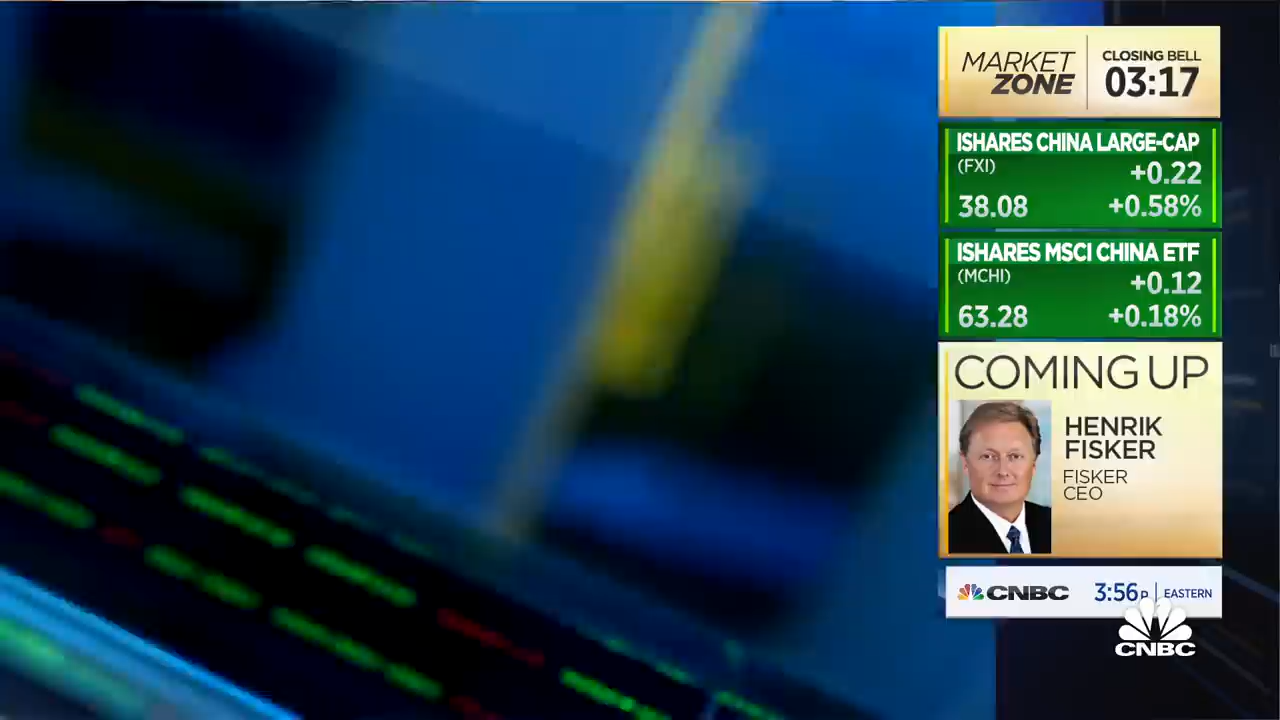 MARKET ZONE
CLOSING BELL
03:17
ISHARES CHINA LARGE-CAP
(FXI)
+0.22
38.08
+0.58%
ISHARES MSCI CHINA ETF
(MCHI)
+0.12
63.28
+0.18%
COMING UP
HENRIK
FISKER
FISKER
CEO
CNBC
3:56P
EASTERN
CNBC